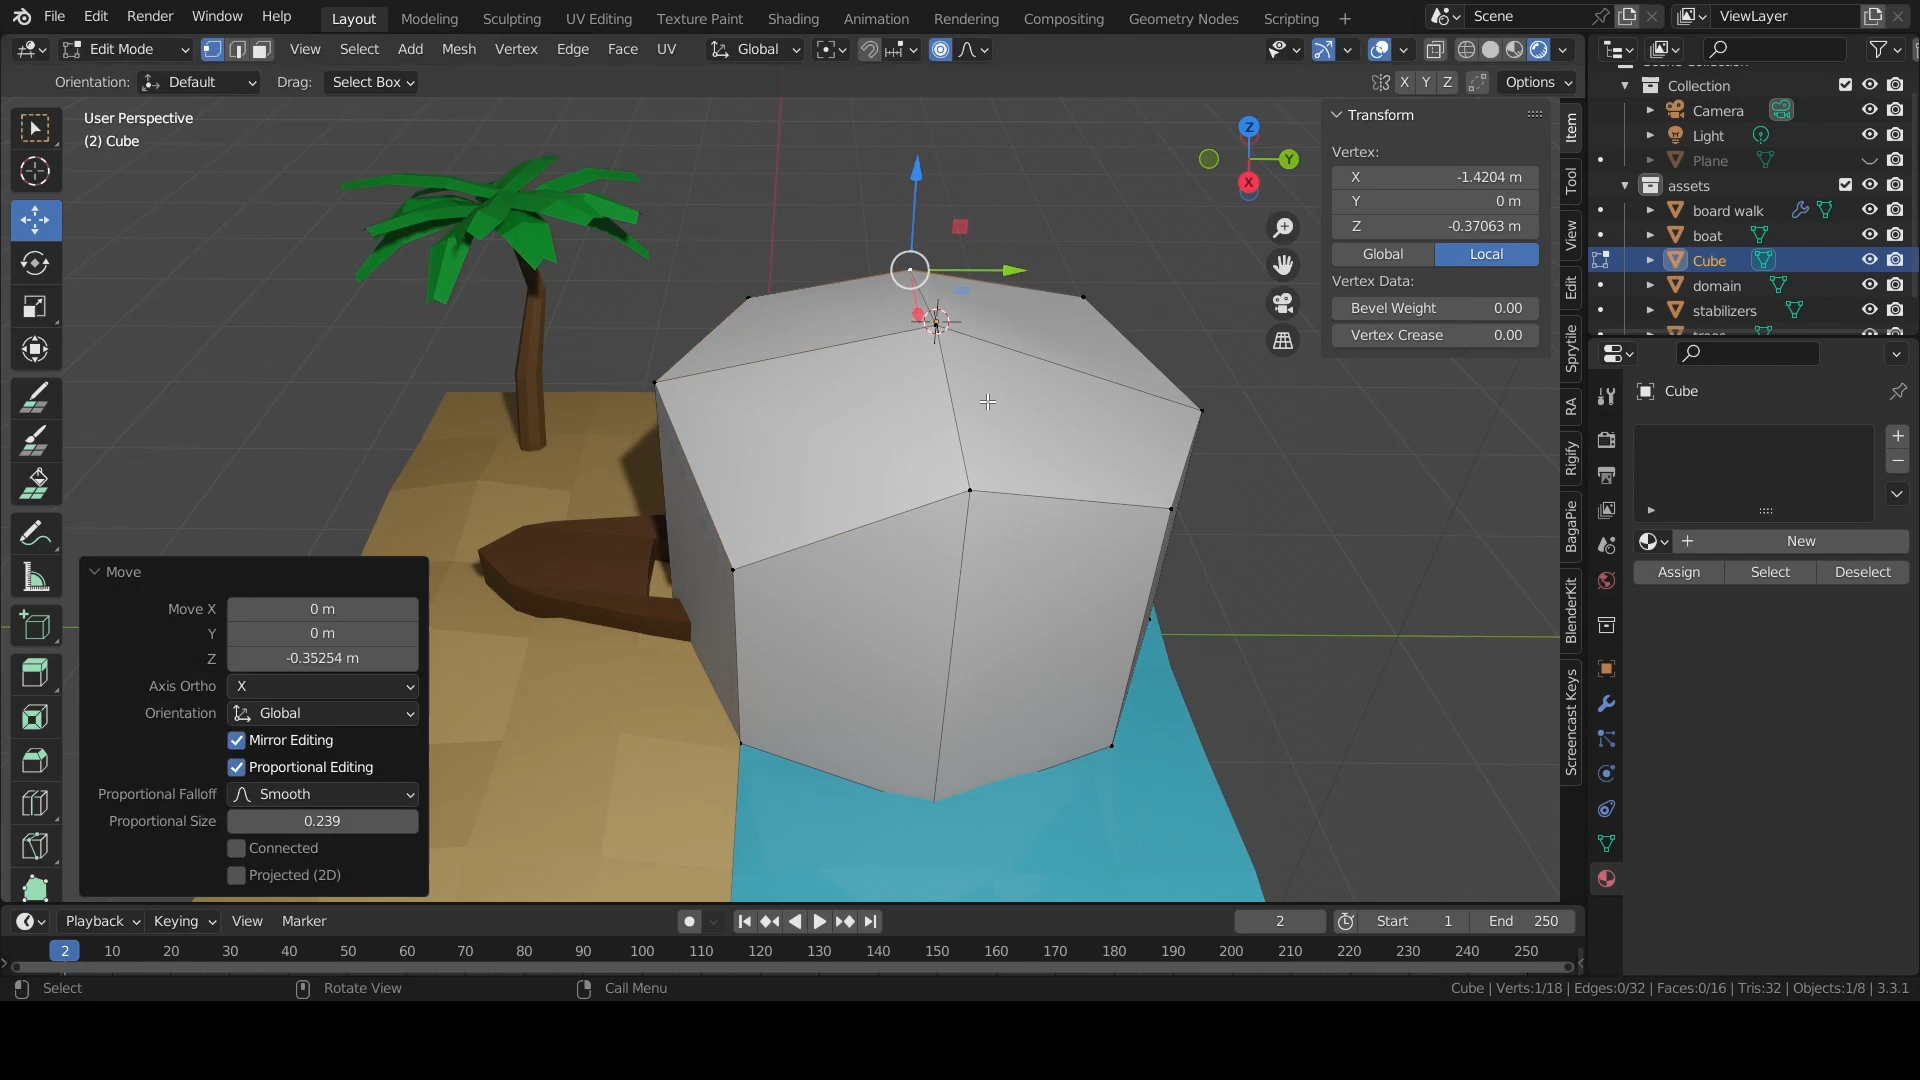 File Edit Render Window Help Layout Modeling Sculpting UV Editing Texture Paint Shading Animation Rendering Compositing Geometry Nodes Scripting + Scene ViewLayer
Edit Mode View Select Add Mesh Vertex Edge Face UV Global
Orientation: Default Drag: Select Box X Y Z Options
User Perspective
(2) Cube
Z
Y
X
Transform
Vertex:
X -1.4204 m
Y 0 m
Z -0.37063 m
Global Local
Vertex Data:
Bevel Weight 0.00
Vertex Crease 0.00
Item
Tool
View
Edit
Sprytile
RA
Rigify
BagaPie
BlenderKit
Screencast Keys
Collection
Camera
Light
Plane
assets
board walk
boat
Cube
domain
stabilizers
Cube
New
Assign Select Deselect
Move
Move X 0 m
Y 0 m
Z -0.35254 m
Axis Ortho X
Orientation Global
Mirror Editing
Proportional Editing
Proportional Falloff Smooth
Proportional Size 0.239
Connected
Projected (2D)
Playback Keying View Marker 2 Start 1 End 250
2 10 20 30 40 50 60 70 80 90 100 110 120 130 140 150 160 170 180 190 200 210 220 230 240 250
Select Rotate View Call Menu Cube | Verts:1/18 | Edges:0/32 | Faces:0/16 | Tris:32 | Objects:1/8 | 3.3.1